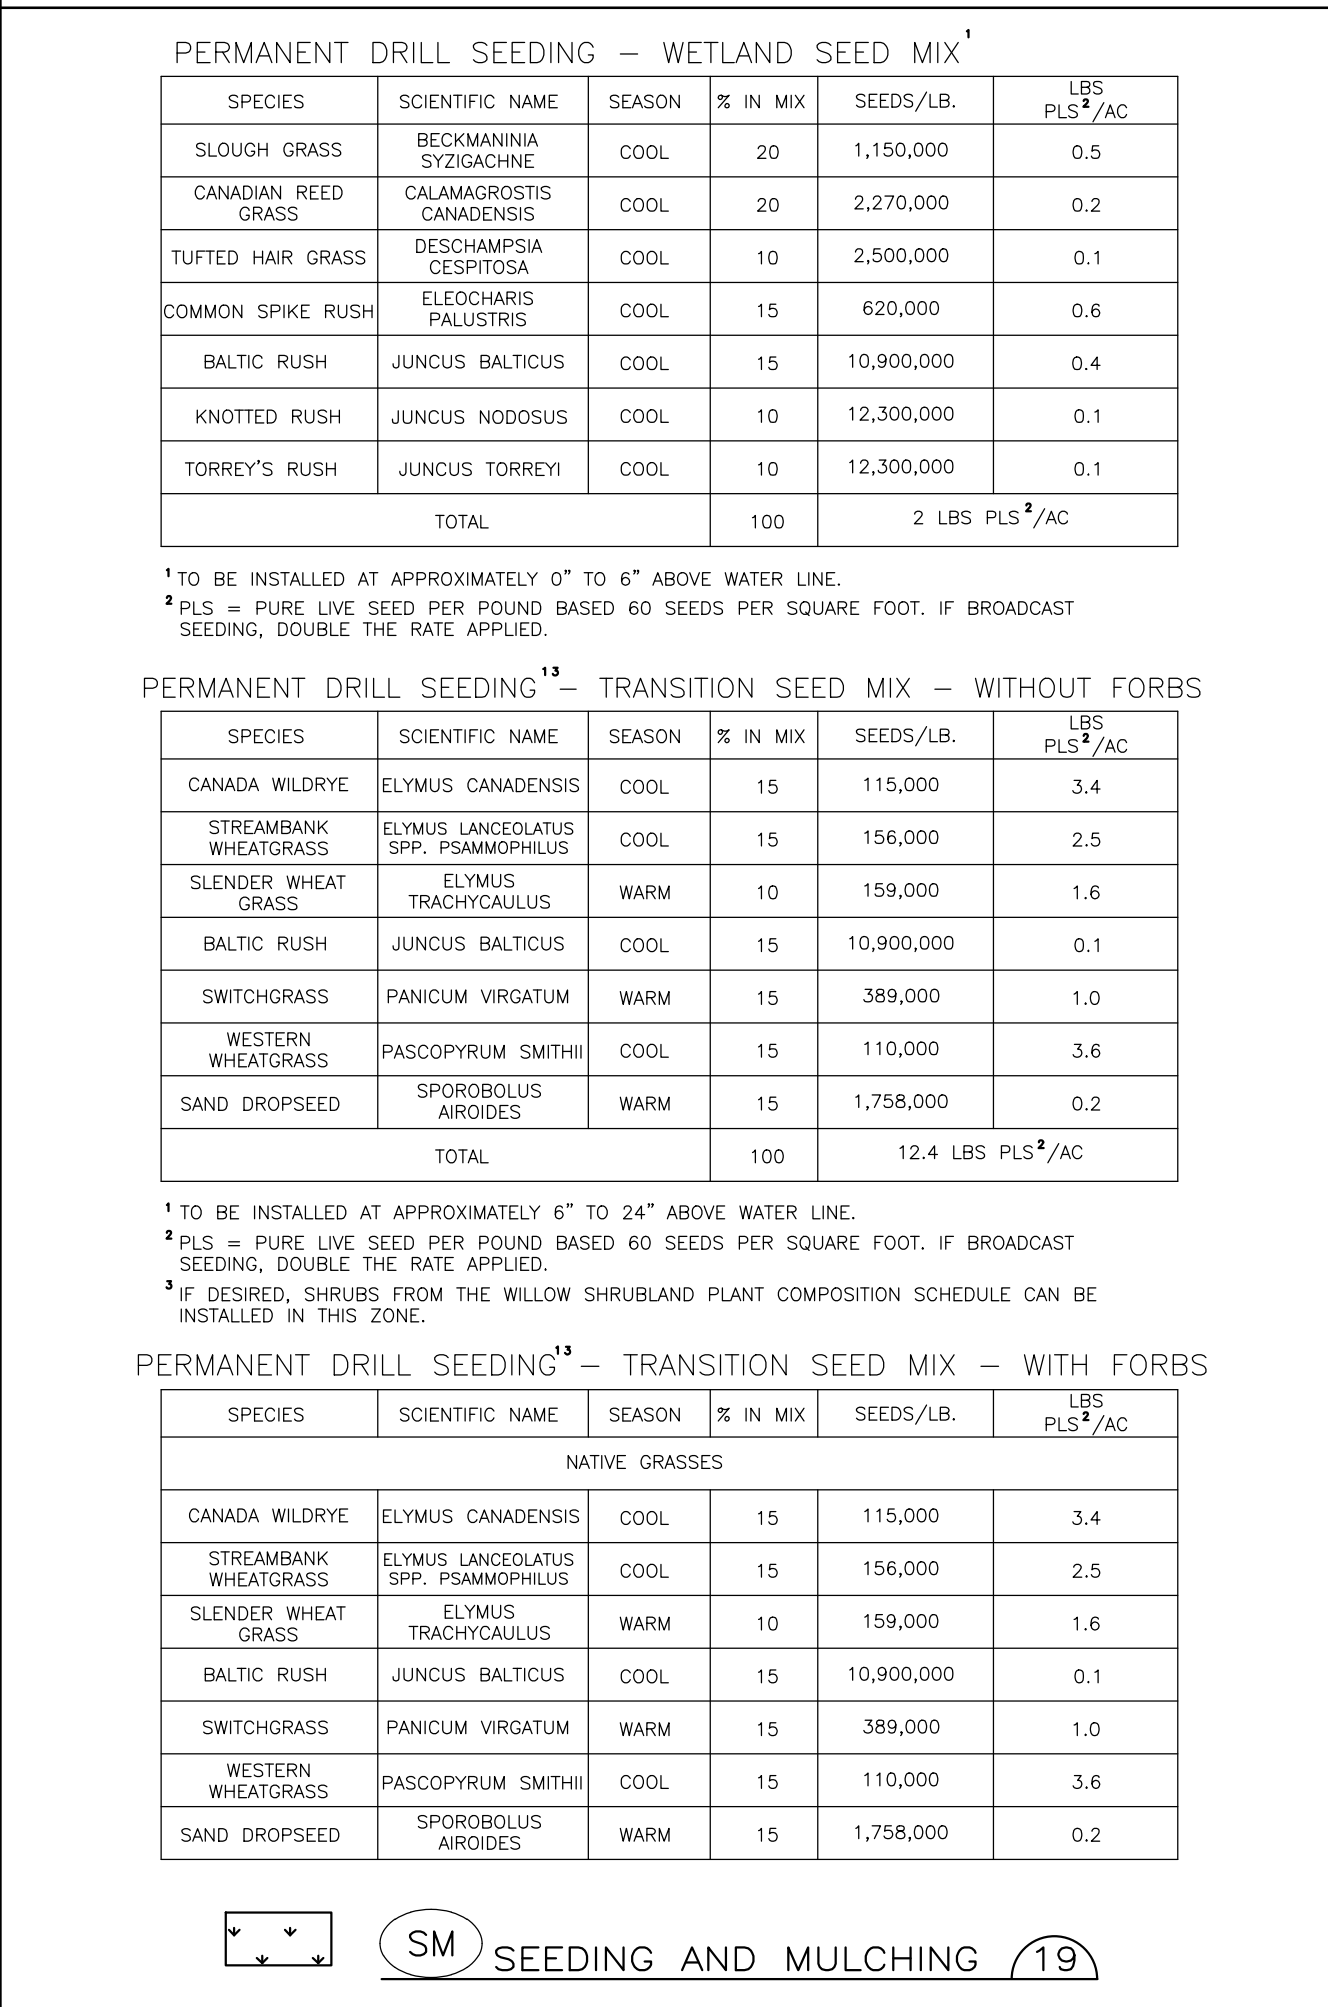 PERMANENT DRILL SEEDING – WETLAND SEED MIX¹
SPECIES SCIENTIFIC NAME SEASON % IN MIX SEEDS/LB. LBS PLS²/AC
SLOUGH GRASS BECKMANINIA SYZIGACHNE COOL 20 1,150,000 0.5
CANADIAN REED GRASS CALAMAGROSTIS CANADENSIS COOL 20 2,270,000 0.2
TUFTED HAIR GRASS DESCHAMPSIA CESPITOSA COOL 10 2,500,000 0.1
COMMON SPIKE RUSH ELEOCHARIS PALUSTRIS COOL 15 620,000 0.6
BALTIC RUSH JUNCUS BALTICUS COOL 15 10,900,000 0.4
KNOTTED RUSH JUNCUS NODOSUS COOL 10 12,300,000 0.1
TORREY'S RUSH JUNCUS TORREYI COOL 10 12,300,000 0.1
TOTAL 100 2 LBS PLS²/AC
¹ TO BE INSTALLED AT APPROXIMATELY 0" TO 6" ABOVE WATER LINE.
² PLS = PURE LIVE SEED PER POUND BASED 60 SEEDS PER SQUARE FOOT. IF BROADCAST
SEEDING, DOUBLE THE RATE APPLIED.
PERMANENT DRILL SEEDING¹³– TRANSITION SEED MIX – WITHOUT FORBS
SPECIES SCIENTIFIC NAME SEASON % IN MIX SEEDS/LB. LBS PLS²/AC
CANADA WILDRYE ELYMUS CANADENSIS COOL 15 115,000 3.4
STREAMBANK WHEATGRASS ELYMUS LANCEOLATUS SPP. PSAMMOPHILUS COOL 15 156,000 2.5
SLENDER WHEAT GRASS ELYMUS TRACHYCAULUS WARM 10 159,000 1.6
BALTIC RUSH JUNCUS BALTICUS COOL 15 10,900,000 0.1
SWITCHGRASS PANICUM VIRGATUM WARM 15 389,000 1.0
WESTERN WHEATGRASS PASCOPYRUM SMITHII COOL 15 110,000 3.6
SAND DROPSEED SPOROBOLUS AIROIDES WARM 15 1,758,000 0.2
TOTAL 100 12.4 LBS PLS²/AC
¹ TO BE INSTALLED AT APPROXIMATELY 6" TO 24" ABOVE WATER LINE.
² PLS = PURE LIVE SEED PER POUND BASED 60 SEEDS PER SQUARE FOOT. IF BROADCAST
SEEDING, DOUBLE THE RATE APPLIED.
³ IF DESIRED, SHRUBS FROM THE WILLOW SHRUBLAND PLANT COMPOSITION SCHEDULE CAN BE
INSTALLED IN THIS ZONE.
PERMANENT DRILL SEEDING¹³– TRANSITION SEED MIX – WITH FORBS
SPECIES SCIENTIFIC NAME SEASON % IN MIX SEEDS/LB. LBS PLS²/AC
NATIVE GRASSES
CANADA WILDRYE ELYMUS CANADENSIS COOL 15 115,000 3.4
STREAMBANK WHEATGRASS ELYMUS LANCEOLATUS SPP. PSAMMOPHILUS COOL 15 156,000 2.5
SLENDER WHEAT GRASS ELYMUS TRACHYCAULUS WARM 10 159,000 1.6
BALTIC RUSH JUNCUS BALTICUS COOL 15 10,900,000 0.1
SWITCHGRASS PANICUM VIRGATUM WARM 15 389,000 1.0
WESTERN WHEATGRASS PASCOPYRUM SMITHII COOL 15 110,000 3.6
SAND DROPSEED SPOROBOLUS AIROIDES WARM 15 1,758,000 0.2
SM SEEDING AND MULCHING 19